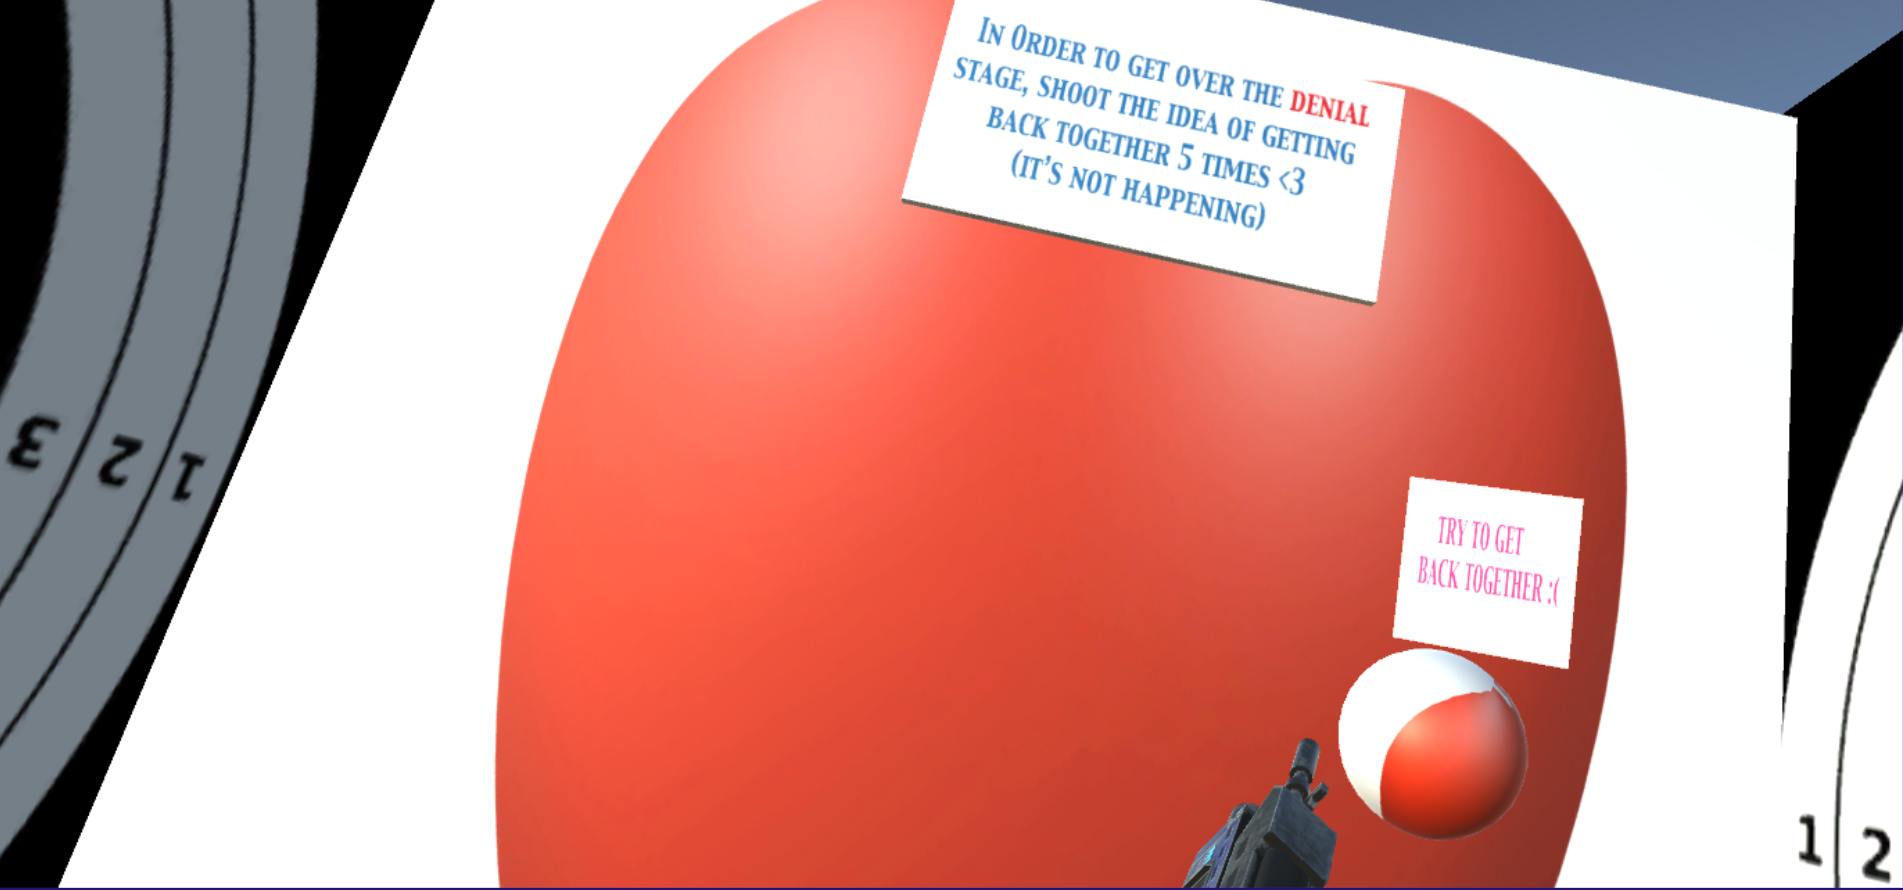 In Order to get over the denial
stage, shoot the idea of getting
back together 5 times <3
(it's not happening)
TRY TO GET
BACK TOGETHER :(
3 2 1
1 2